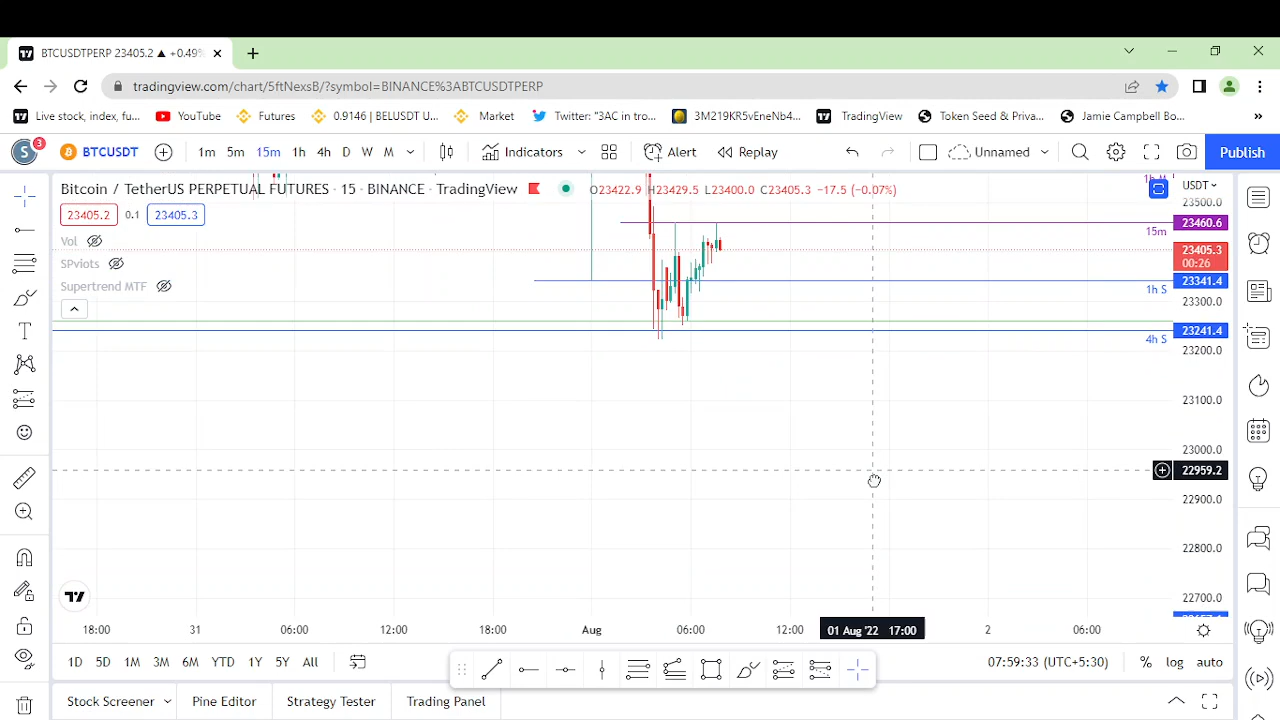 BTCUSDTPERP 23405.2 ▲ +0.49%
tradingview.com/chart/5ftNexsB/?symbol=BINANCE%3ABTCUSDTPERP
Live stock, index, fu... YouTube Futures 0.9146 | BELUSDT U... Market Twitter: "3AC in tro... 3M219KR5vEneNb4... TradingView Token Seed & Priva... Jamie Campbell Bo... »
S 3 BTCUSDT 1m 5m 15m 1h 4h D W M Indicators Alert Replay Unnamed Publish
Bitcoin / TetherUS PERPETUAL FUTURES · 15 · BINANCE · TradingView O23422.9 H23429.5 L23400.0 C23405.3 −17.5 (−0.07%) USDT
23500.0
23405.2 0.1 23405.3
23460.6
15m
Vol
23405.3
00:26
SPviots
23341.4
Supertrend MTF
1h S
23300.0
23241.4
4h S
23200.0
23100.0
23000.0
22959.2
22900.0
22800.0
22700.0
18:00 31 06:00 12:00 18:00 Aug 06:00 12:00 01 Aug '22 17:00 2 06:00
1D 5D 1M 3M 6M YTD 1Y 5Y All 07:59:33 (UTC+5:30) % log auto
Stock Screener Pine Editor Strategy Tester Trading Panel